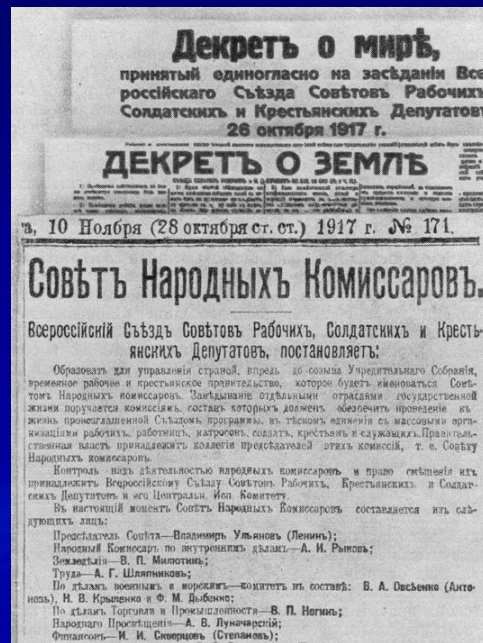 Декретъ о мирѣ,
принятый единогласно на засѣданіи Все
россійскаго Съѣзда Совѣтовъ Рабочихъ
Солдатскихъ и Крестьянскихъ Депутатов
26 октября 1917 г.
ДЕКРЕТЪ О ЗЕМЛѢ
а, 10 Ноября (28 октября ст. ст.) 1917 г. № 171.
Совѣтъ Народныхъ Комиссаровъ.
Всероссійскій Съѣздъ Совѣтовъ Рабочихъ, Солдатскихъ и Кресть-
янскихъ Депутатовъ, постановляетъ:
Образовать для управленія страной, впредь до созыва Учредительнаго Собранія,
временное рабочее и крестьянское правительство, которое будетъ именоваться Совѣ-
томъ Народныхъ комиссаровъ. Завѣдываніе отдѣльными отраслями государственной
жизни поручается комиссіямъ, составъ которыхъ долженъ обезпечить проведеніе въ
жизнь провозглашенной Съѣздомъ программы, въ тѣсномъ единеніи съ массовыми орга-
низаціями рабочихъ, работницъ, матросовъ, солдатъ, крестьянъ и служащихъ. Правитель-
ственная власть принадлежитъ коллегіи предсѣдателей этихъ комиссій, т. е. Совѣту
Народныхъ комиссаровъ.
Контроль надъ дѣятельностью народныхъ комиссаровъ и право смѣщенія ихъ
принадлежитъ Всероссійскому Съѣзду Совѣтовъ Рабочихъ, Крестьянскихъ и Солдат-
скихъ Депутатовъ и его Центральн. Исп. Комитету.
Въ настоящій моментъ Совѣтъ Народныхъ Комиссаровъ составляется изъ слѣ-
дующихъ лицъ:
Предсѣдатель Совѣта—Владимиръ Ульяновъ (Ленинъ);
Народный Комиссаръ по внутреннимъ дѣламъ—А. И. Рыковъ;
Земледѣлія—В. П. Милютинъ;
Труда—А. Г. Шляпниковъ;
По дѣламъ военнымъ и морскимъ—комитетъ въ составѣ: В. А. Овсѣенко (Анто-
новъ), Н. В. Крыленко и Ф. М. Дыбенко;
По дѣламъ Торговли и Промышленности—В. П. Ногинъ;
Народнаго Просвѣщенія—А. В. Луначарскій;
Финансовъ—И. И. Скворцовъ (Степановъ);